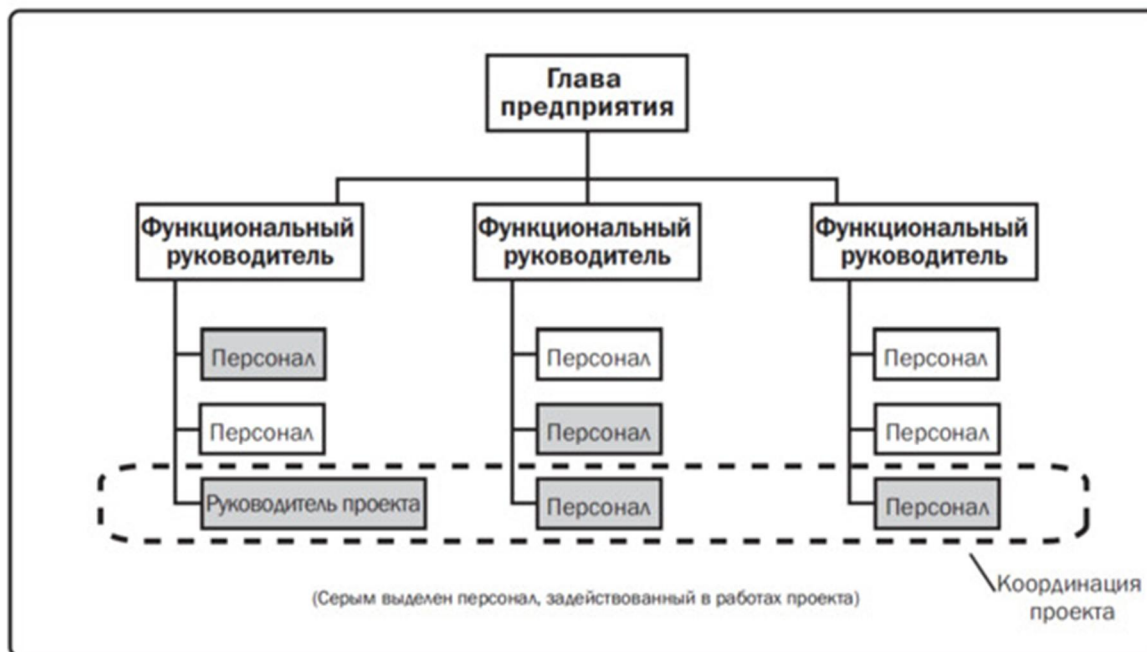 Глава
предприятия
Функциональный
руководитель
Функциональный
руководитель
Функциональный
руководитель
Персонал
Персонал
Персонал
Персонал
Персонал
Персонал
Руководитель проекта
Персонал
Персонал
(Серым выделен персонал, задействованный в работах проекта)
Координация
проекта